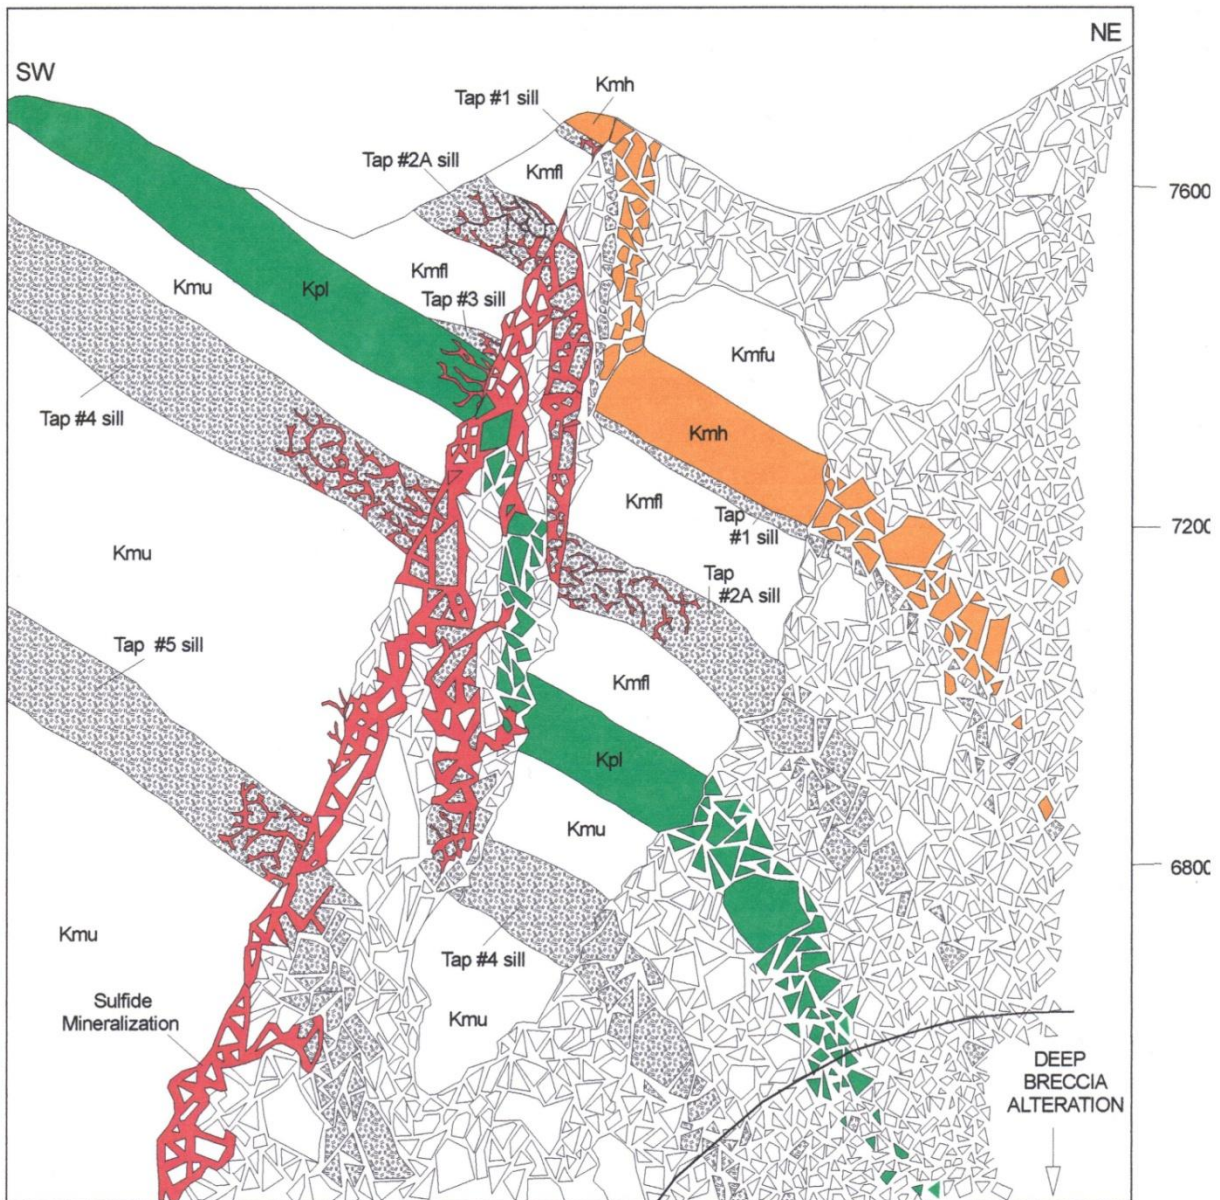 NE
SW
Kmh
Tap #1 sill
Tap #2A sill
Kmfl
7600
Kmfl
Kmu
Kpl
Tap #3 sill
Kmfu
Tap #4 sill
Kmh
Kmfl
Tap
#1 sill
7200
Kmu
Tap
#2A sill
Tap #5 sill
Kmfl
Kpl
Kmu
6800
Kmu
Tap #4 sill
Sulfide
Mineralization
Kmu
DEEP
BRECCIA
ALTERATION